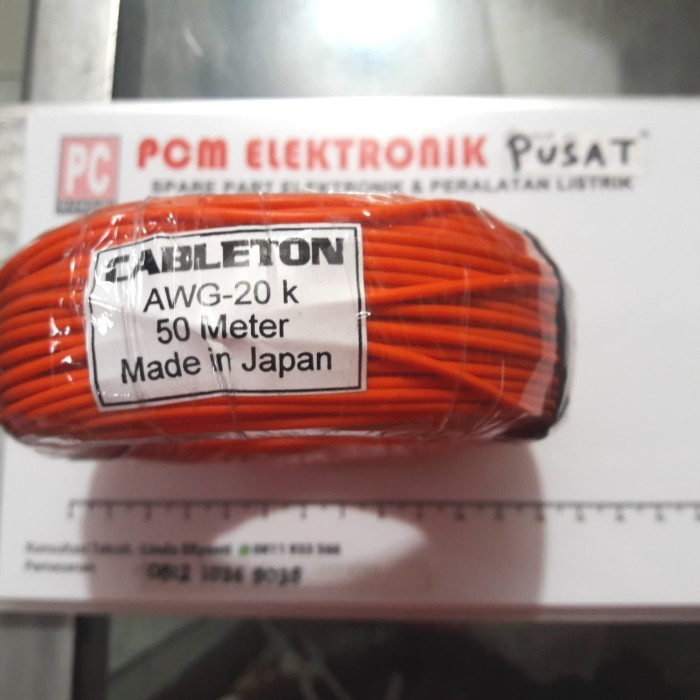 PC
PCM ELEKTRONIK PUSAT
SPARE PART ELEKTRONIK & PERALATAN LISTRIK
CABLETON
AWG-20 k
50 Meter
Made in Japan